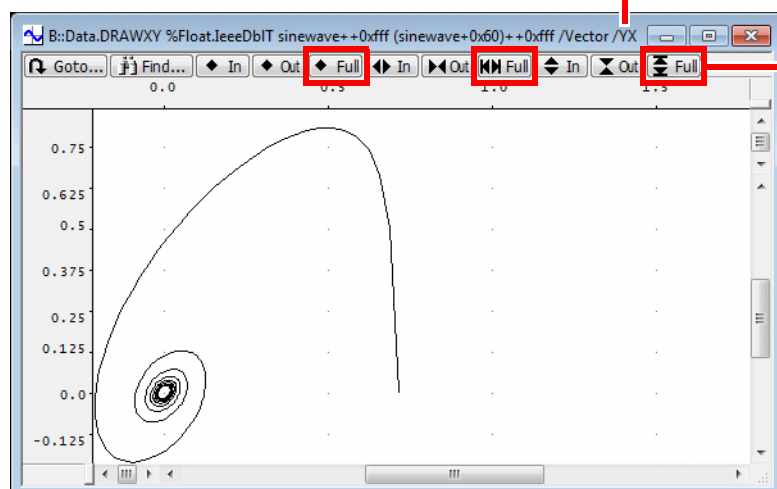 B::Data.DRAWXY %Float.IeeeDblT sinewave++0xfff (sinewave+0x60)++0xfff /Vector /YX
Goto... Find... In Out Full In Out Full In Out Full
0.0 0.5 1.0 1.5
0.75
0.625
0.5
0.375
0.25
0.125
0.0
-0.125